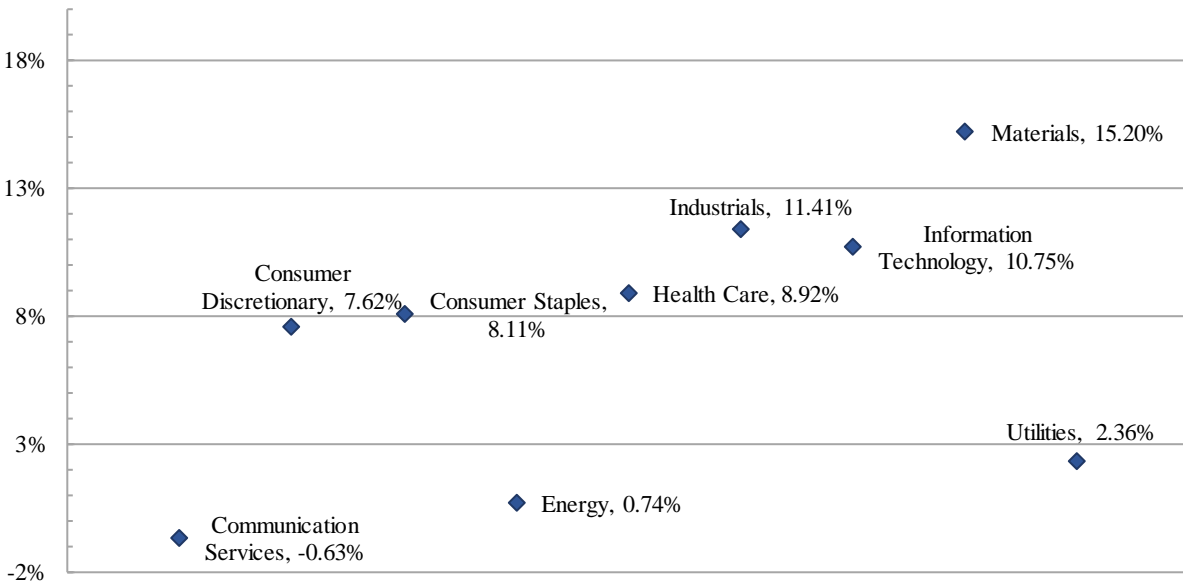 18%
Materials, 15.20%
13%
Industrials, 11.41%
Information
Technology, 10.75%
Consumer
Discretionary, 7.62%
Consumer Staples,
8.11%
Health Care, 8.92%
8%
3%
Utilities, 2.36%
Energy, 0.74%
Communication
Services, -0.63%
-2%